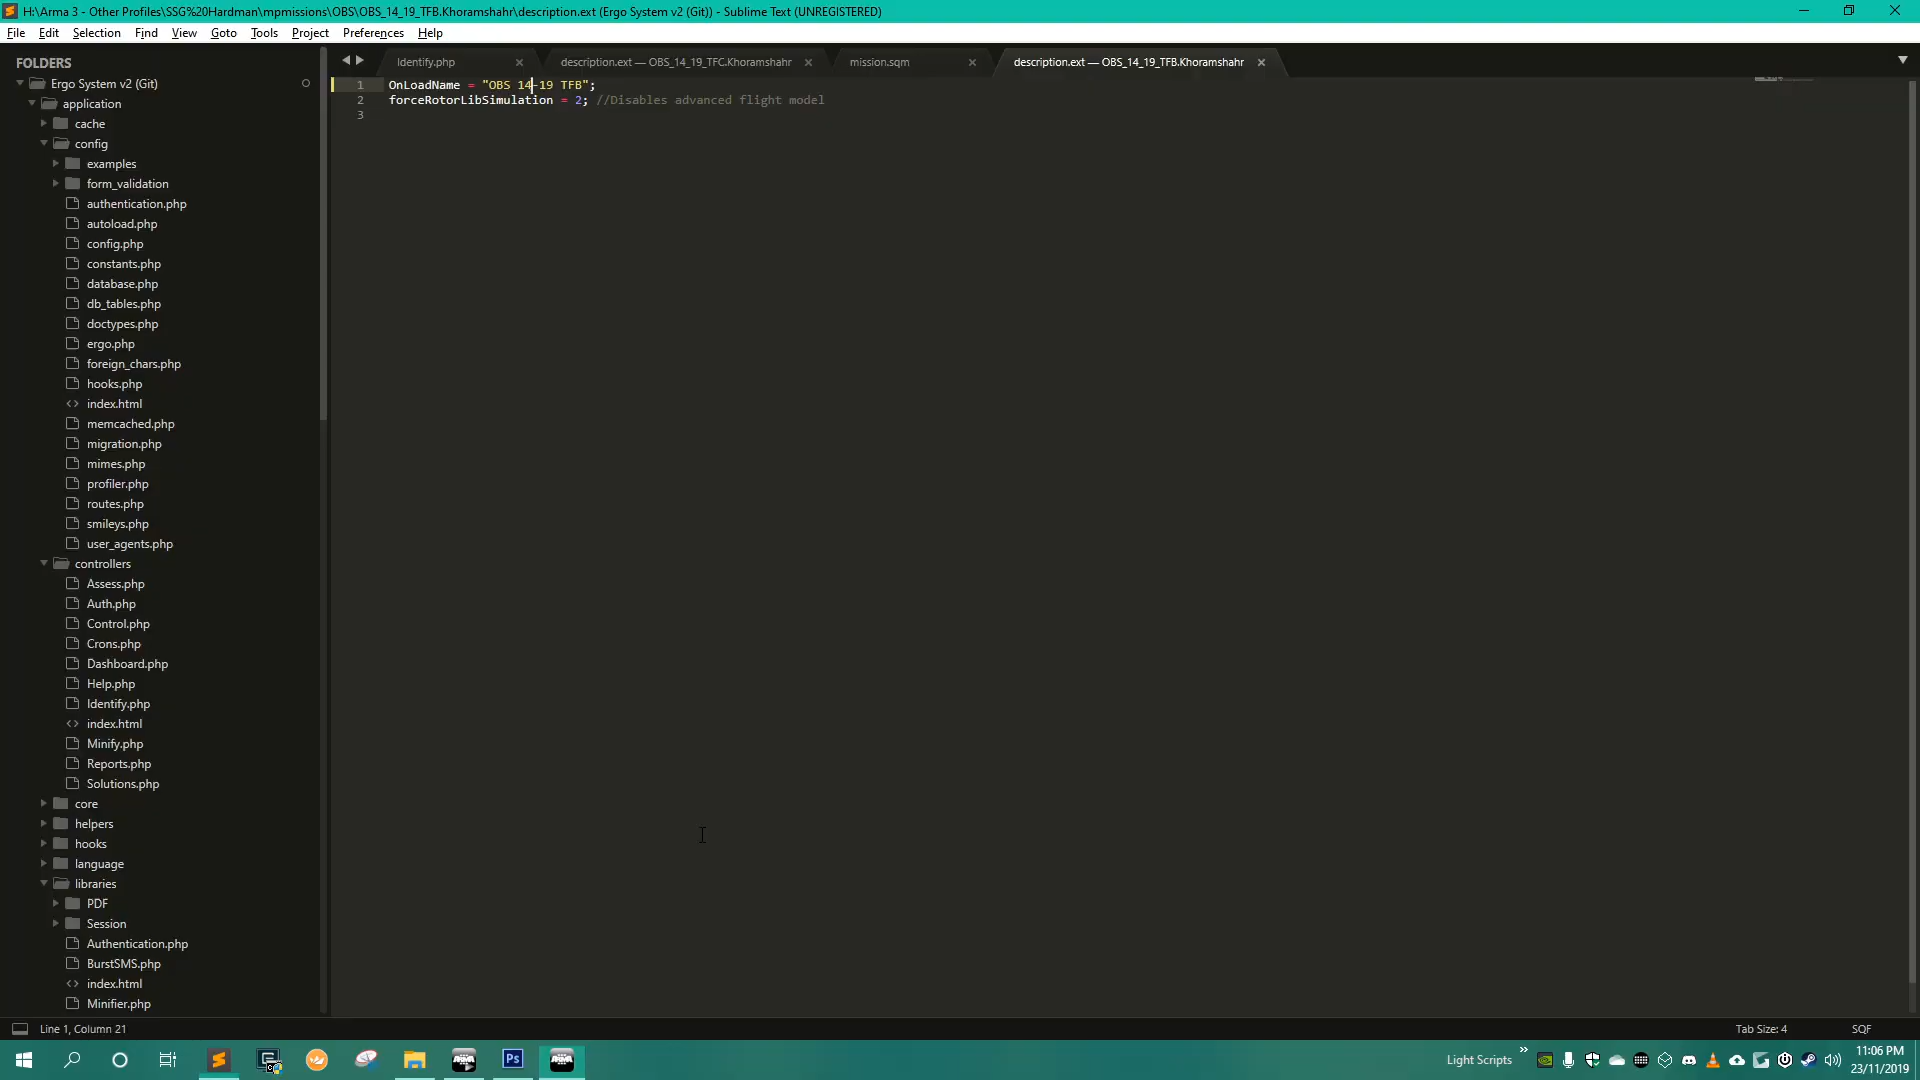 H:\Arma 3 - Other Profiles\SSG%20Hardman\mpmissions\OBS\OBS_14_19_TFB.Khoramshahr\description.ext (Ergo System v2 (Git)) - Sublime Text (UNREGISTERED)
File Edit Selection Find View Goto Tools Project Preferences Help
FOLDERS
Ergo System v2 (Git)
application
cache
config
examples
form_validation
authentication.php
autoload.php
config.php
constants.php
database.php
db_tables.php
doctypes.php
ergo.php
foreign_chars.php
hooks.php
index.html
memcached.php
migration.php
mimes.php
profiler.php
routes.php
smileys.php
user_agents.php
controllers
Assess.php
Auth.php
Control.php
Crons.php
Dashboard.php
Help.php
Identify.php
index.html
Minify.php
Reports.php
Solutions.php
core
helpers
hooks
language
libraries
PDF
Session
Authentication.php
BurstSMS.php
index.html
Minifier.php
Identify.php
description.ext — OBS_14_19_TFC.Khoramshahr
mission.sqm
description.ext — OBS_14_19_TFB.Khoramshahr
1 OnLoadName = "OBS 14-19 TFB";
2 forceRotorLibSimulation = 2; //Disables advanced flight model
3
Line 1, Column 21
Tab Size: 4
SQF
Ps
Light Scripts
11:06 PM
23/11/2019